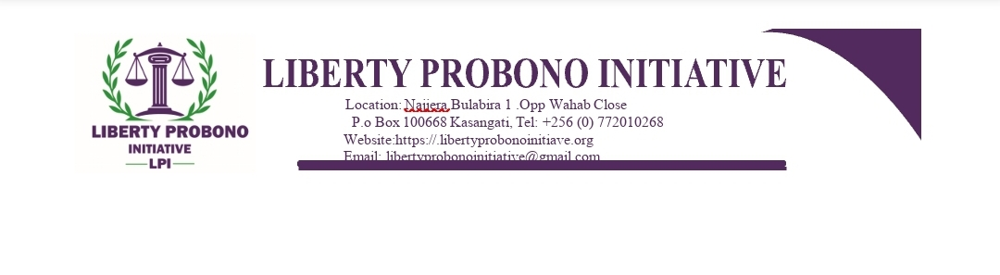 LIBERTY PROBONO
INITIATIVE
LPI
LIBERTY PROBONO INITIATIVE
Location: Najjera,Bulabira 1 .Opp Wahab Close
P.o Box 100668 Kasangati, Tel: +256 (0) 772010268
Website:https://.libertyprobonoinitiave.org
Email: libertyprobonoinitiative@gmail.com